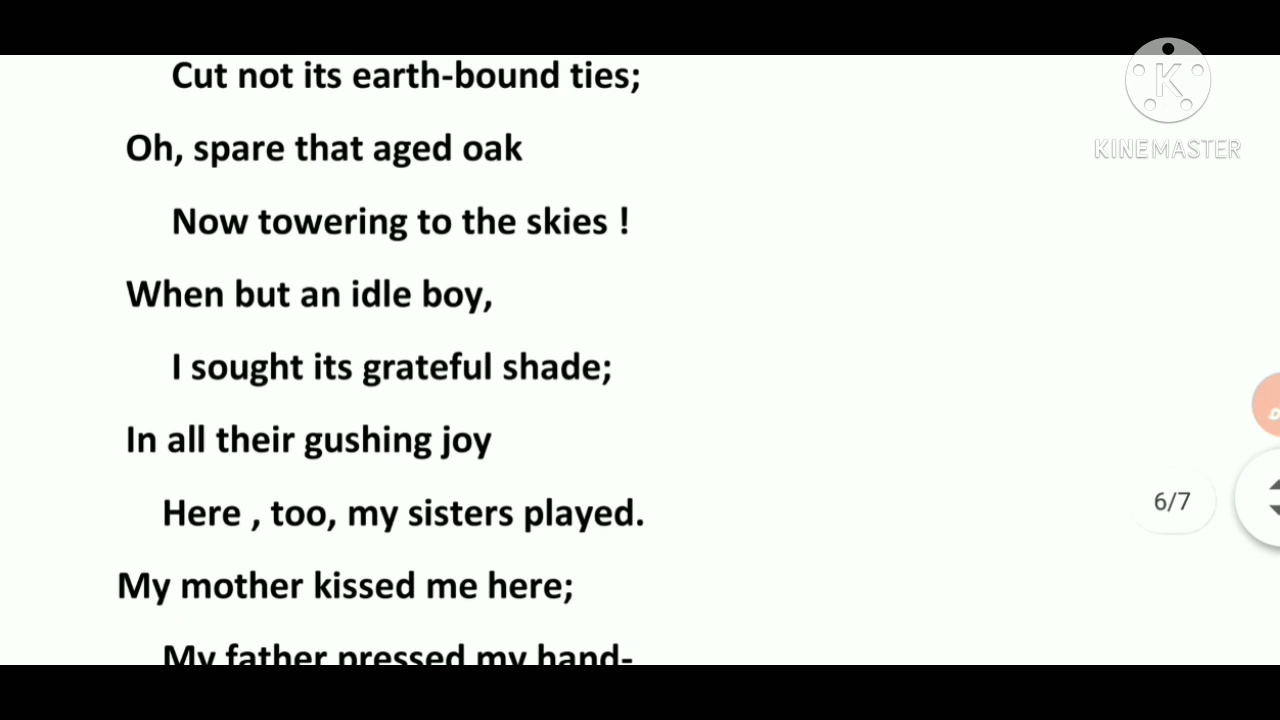 Cut not its earth-bound ties;
Oh, spare that aged oak
Now towering to the skies !
When but an idle boy,
I sought its grateful shade;
In all their gushing joy
Here , too, my sisters played.
My mother kissed me here;
My father pressed my hand-
K
KINEMASTER
6/7